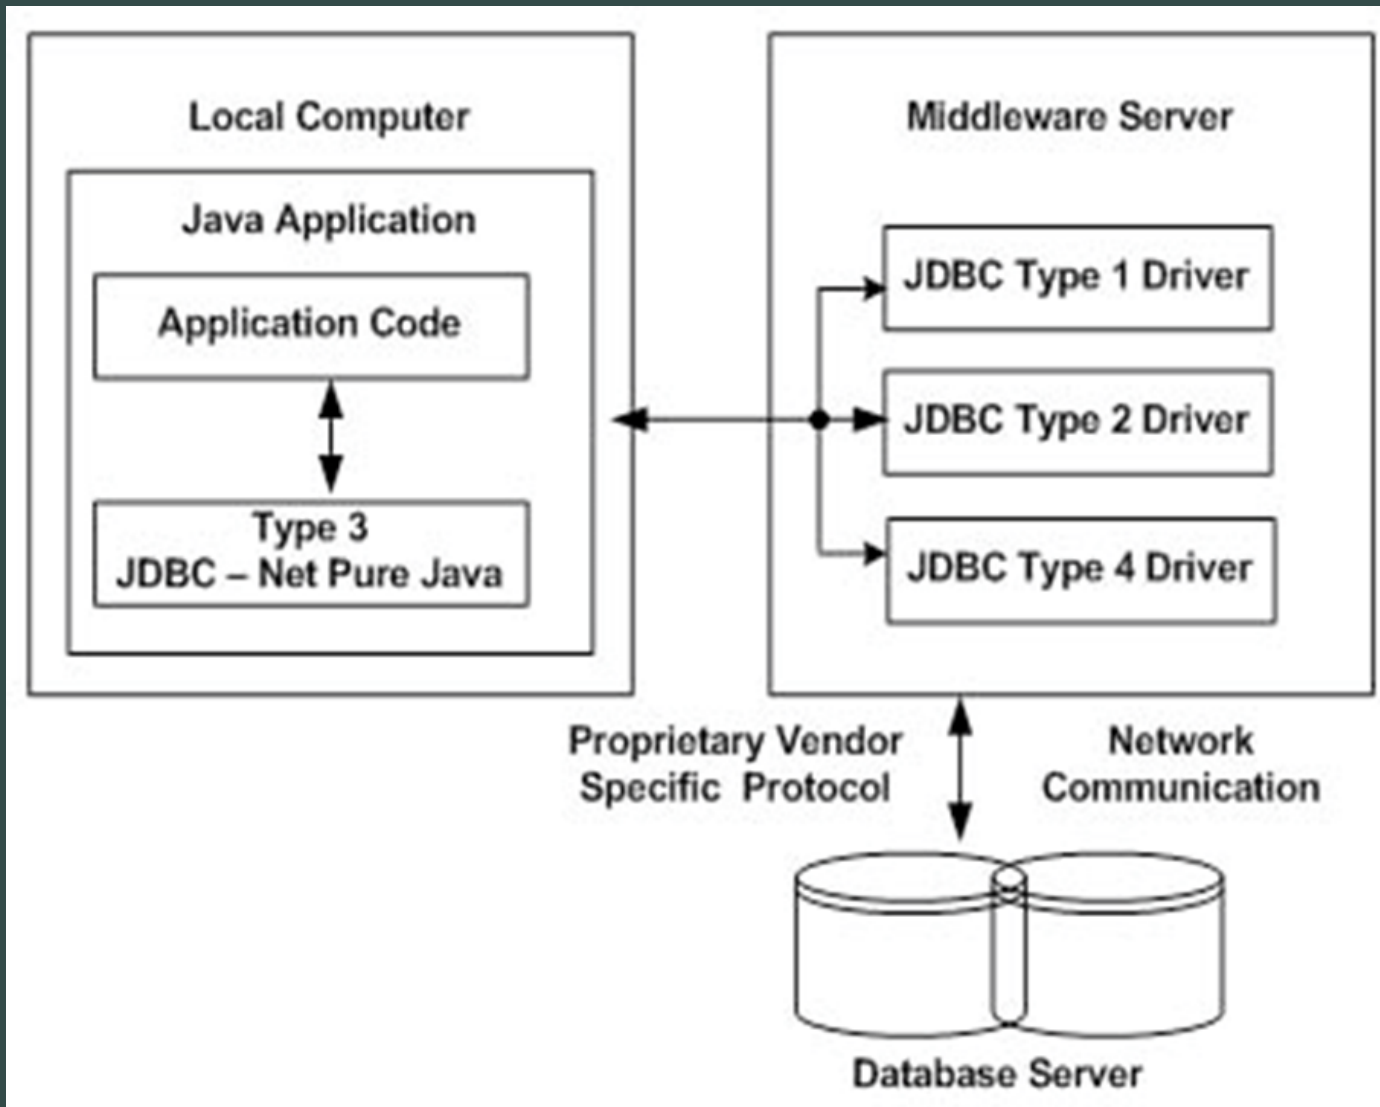 Local Computer
Java Application
Application Code
Type 3
JDBC – Net Pure Java
Middleware Server
JDBC Type 1 Driver
JDBC Type 2 Driver
JDBC Type 4 Driver
Proprietary Vendor
Specific Protocol
Network
Communication
Database Server